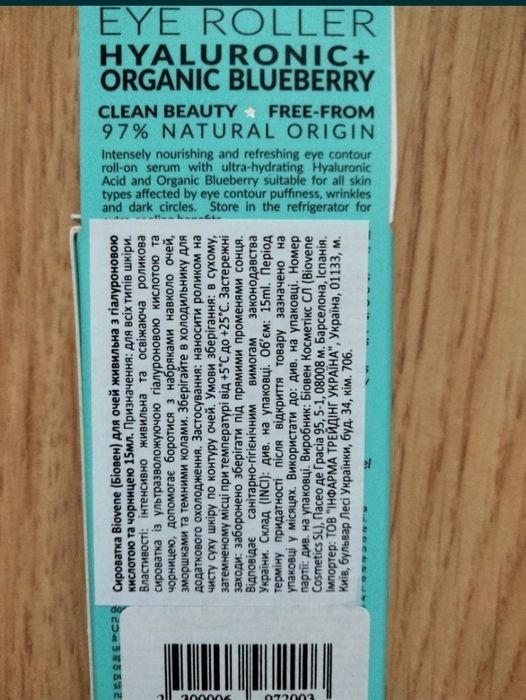 EYE ROLLER
HYALURONIC+
ORGANIC BLUEBERRY
CLEAN BEAUTY ★ FREE-FROM
97% NATURAL ORIGIN
Intensely nourishing and refreshing eye contour
roll-on serum with ultra-hydrating Hyaluronic
Acid and Organic Blueberry suitable for all skin
types affected by eye contour puffiness, wrinkles
and dark circles. Store in the refrigerator for
extra cooling benefits
Сироватка Biovene (Біовен) для очей живильна з гіалуроновою
кислотою та чорницею 15мл. Призначення: для всіх типів шкіри.
Властивості: інтенсивно живильна та освіжаюча роликова
сироватка із ультразволожуючою гіалуроновою кислотою та
чорницею, допомагає боротися з набряками навколо очей,
зморшками та темними колами. Зберігайте в холодильнику для
додаткового охолодження. Застосування: наносити роликом на
чисту суху шкіру по контуру очей. Умови зберігання: в сухому,
затемненому місці при температурі від +5°С до +25°С. Застережні
заходи: заборонено зберігати під прямими променями сонця.
Відповідає санітарно-гігієнічним вимогам законодавства
України. Склад (INCI): див. на упаковці. Об'єм: 15ml. Період
терміну придатності після відкриття товару зазначено на
упаковці у місяцях. Використати до: див. на упаковці. Номер
партії: див. на упаковці. Виробник: Біовен Косметікс СЛ (Biovene
Cosmetics SL), Пасео де Грасія 95, 5-1, 08008 м. Барселона, Іспанія.
Імпортер: ТОВ "ІНФАРМА ТРЕЙДІНГ УКРАЇНА", Україна, 01133, м.
Київ, бульвар Лесі Українки, буд. 34, кім. 706.
2 300006 972003